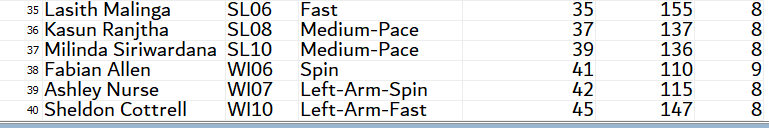 35 Lasith Malinga SL06 Fast 35 155 8
36 Kasun Ranjtha SL08 Medium-Pace 37 137 8
37 Milinda Siriwardana SL10 Medium-Pace 39 136 8
38 Fabian Allen WI06 Spin 41 110 9
39 Ashley Nurse WI07 Left-Arm-Spin 42 115 8
40 Sheldon Cottrell WI10 Left-Arm-Fast 45 147 8